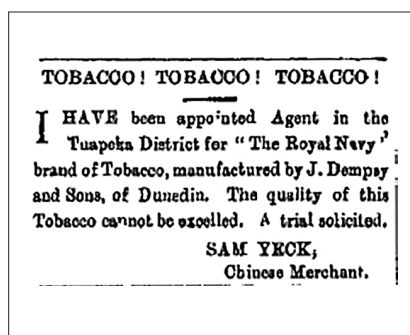 TOBACCO! TOBACCO! TOBACCO!
I HAVE been appointed Agent in the
Tuapeka District for "The Royal Navy"
brand of Tobacco, manufactured by J. Dempsy
and Sons, of Dunedin. The quality of this
Tobacco cannot be excelled. A trial solicited.
SAM YECK,
Chinese Merchant.